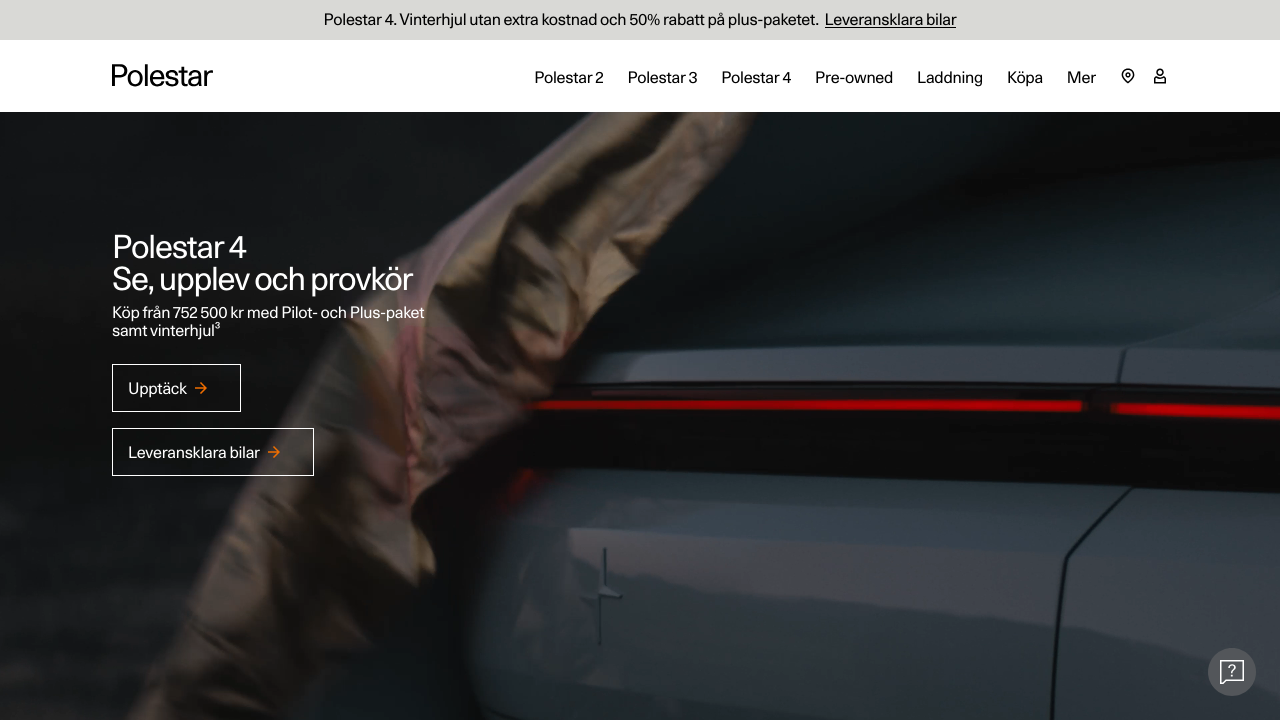 Polestar 4. Vinterhjul utan extra kostnad och 50% rabatt på plus-paketet. Leveransklara bilar
Polestar
Polestar 2
Polestar 3
Polestar 4
Pre-owned
Laddning
Köpa
Mer
Polestar 4
Se, upplev och provkör
Köp från 752 500 kr med Pilot- och Plus-paket
samt vinterhjul³
Upptäck →
Leveransklara bilar →